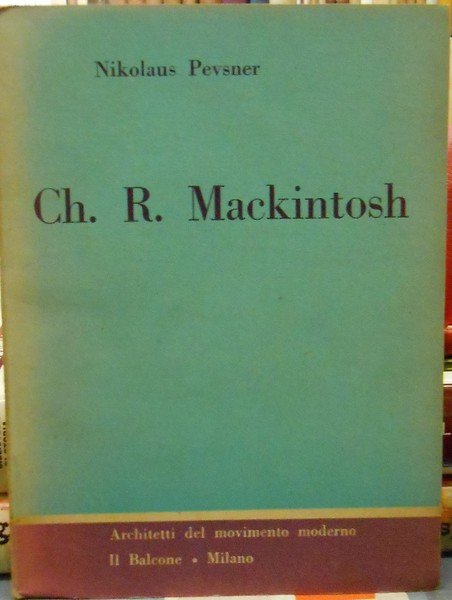 Nikolaus Pevsner
Ch. R. Mackintosh
Architetti del movimento moderno
Il Balcone • Milano